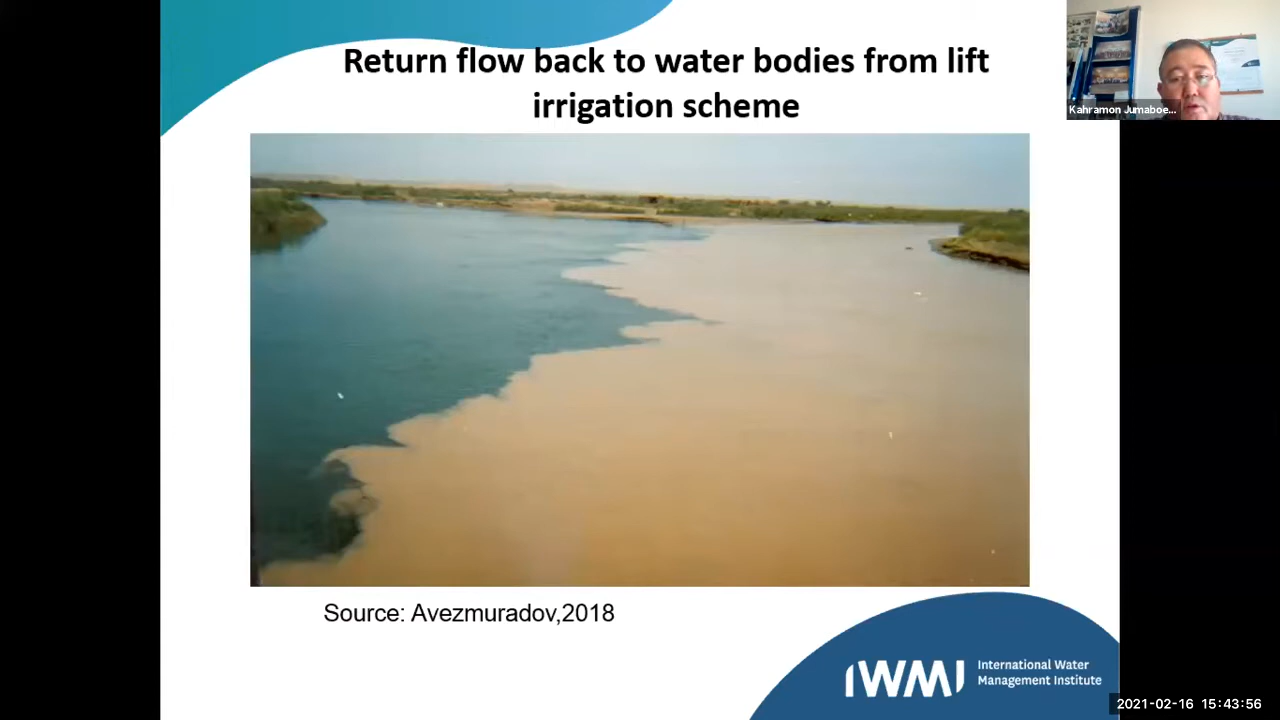 Return flow back to water bodies from lift
irrigation scheme
Kahramon Jumaboe...
Source: Avezmuradov,2018
IWMI
International Water
Management Institute
2021-02-16 15:43:56